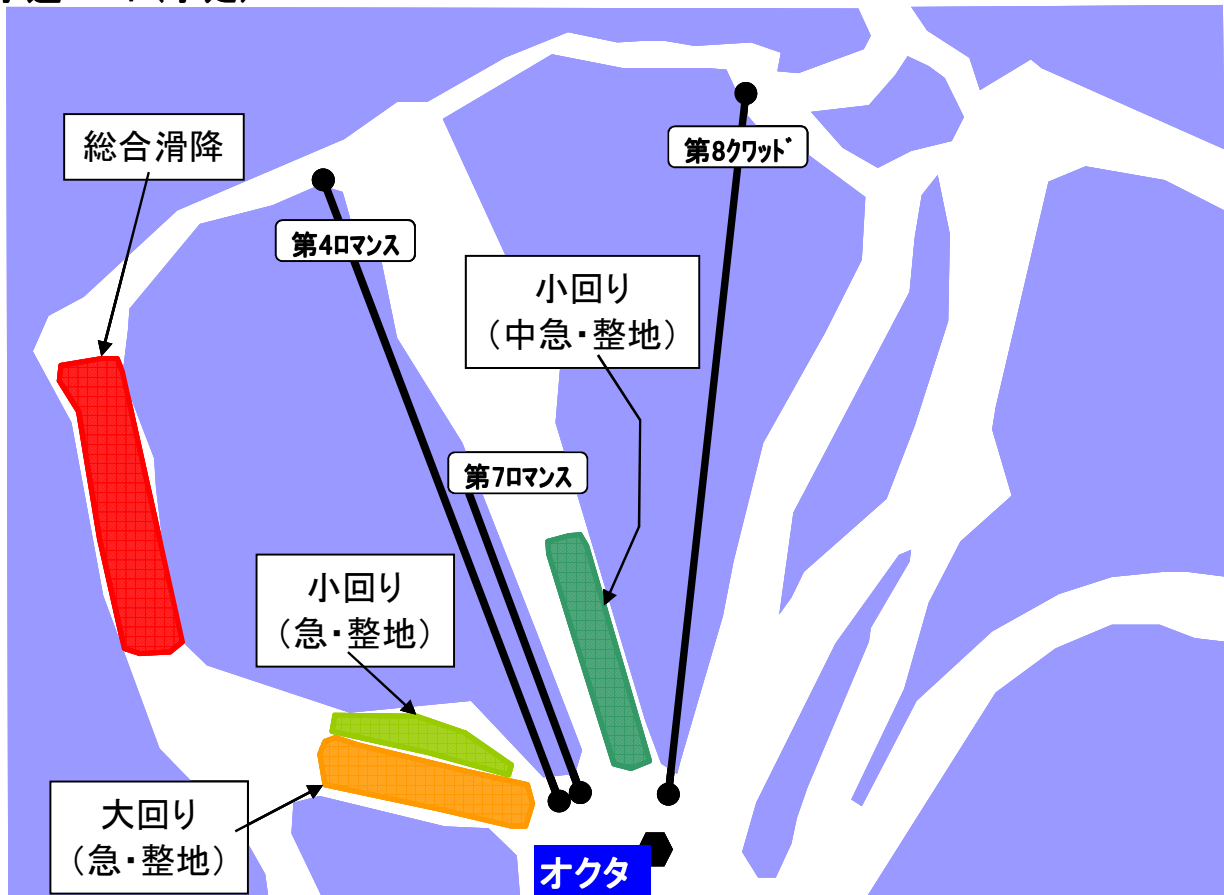 総合滑降
第8クワッド
第4ロマンス
小回り
（中急・整地）
第7ロマンス
小回り
（急・整地）
大回り
（急・整地）
オクタ